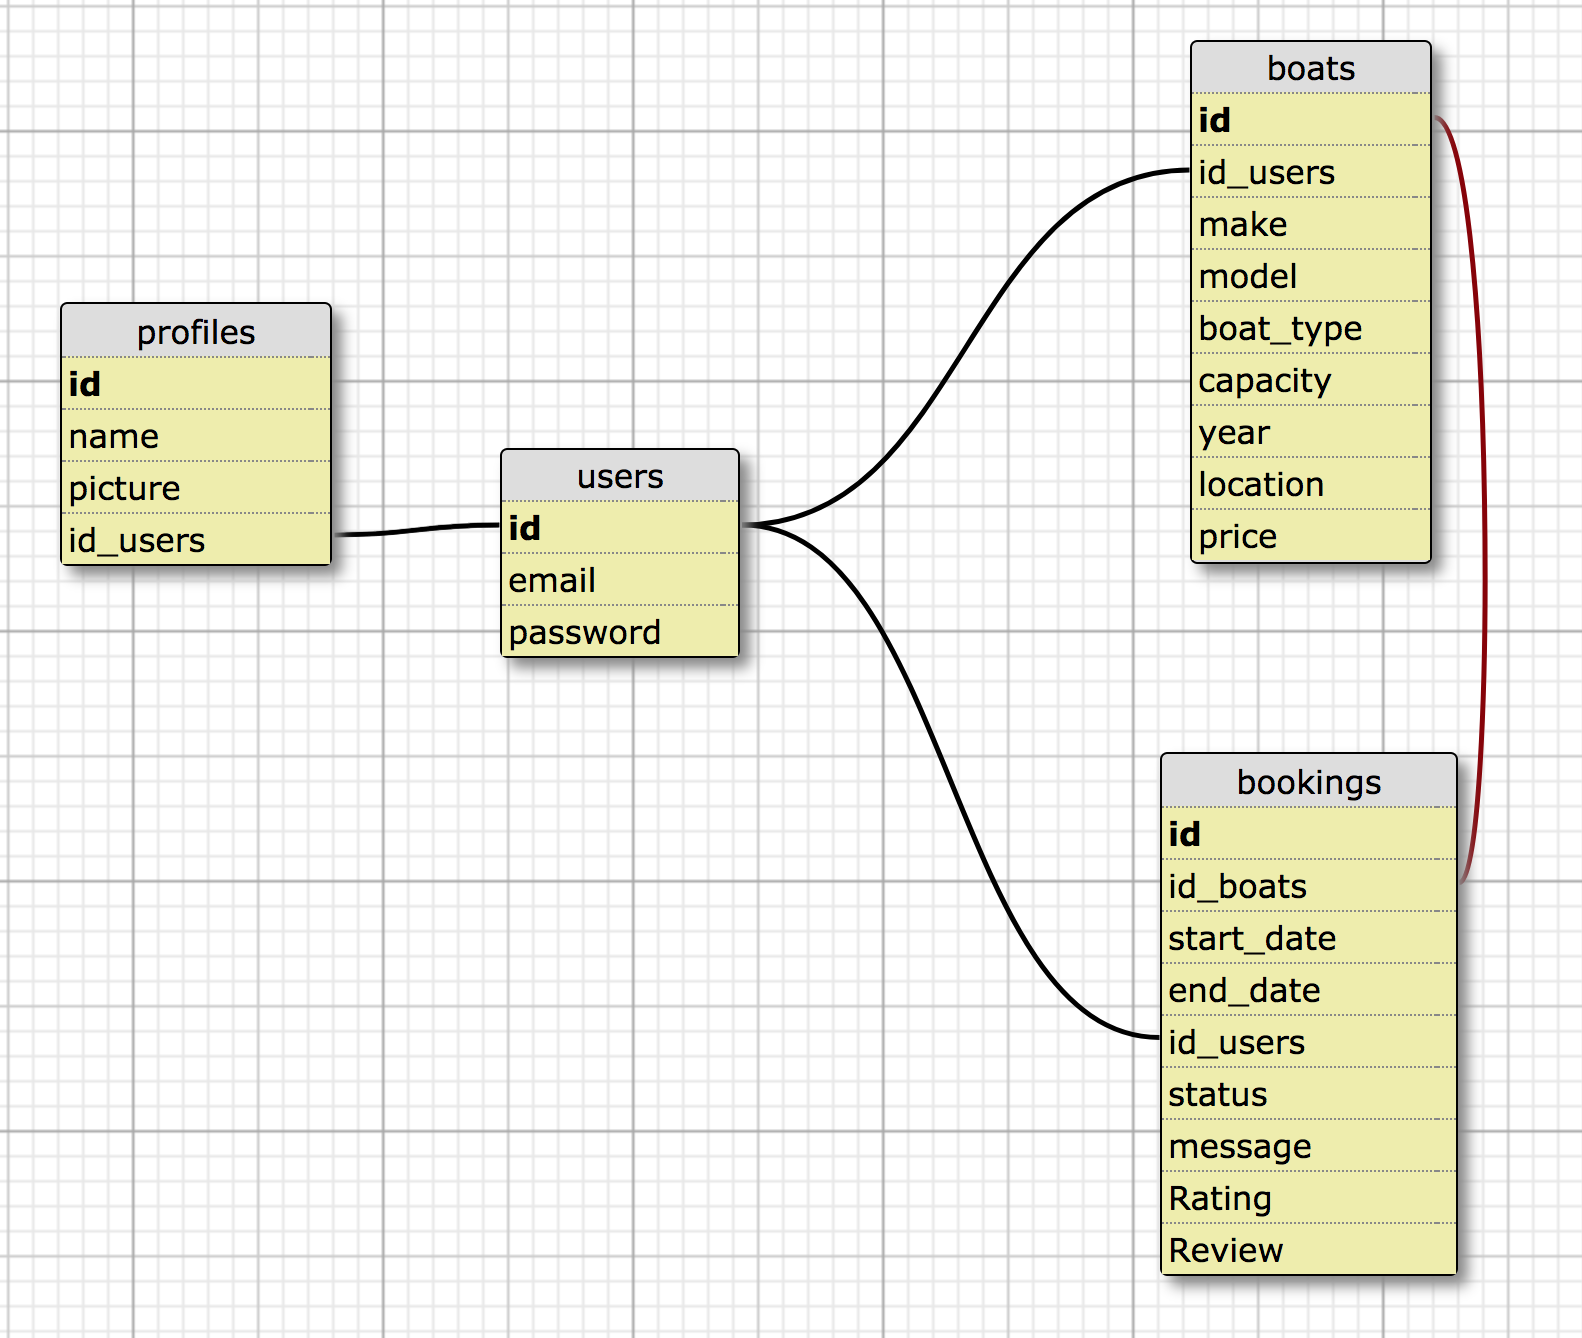 profiles
id
name
picture
id_users
users
id
email
password
boats
id
id_users
make
model
boat_type
capacity
year
location
price
bookings
id
id_boats
start_date
end_date
id_users
status
message
Rating
Review